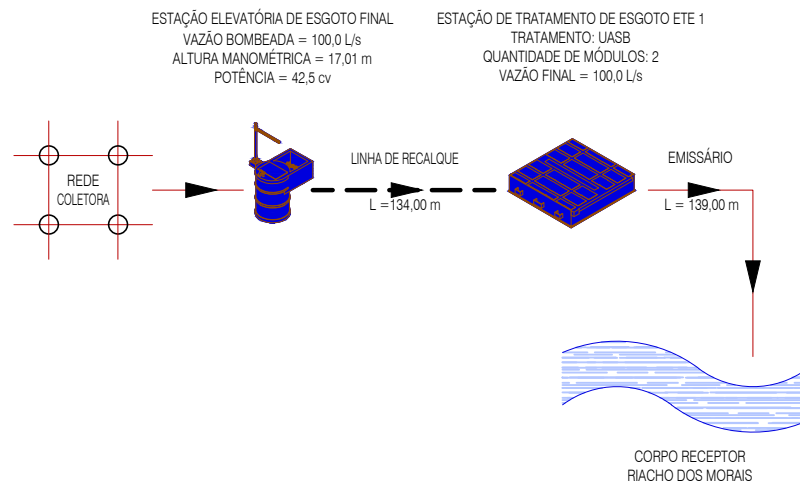 ESTAÇÃO ELEVATÓRIA DE ESGOTO FINAL
VAZÃO BOMBEADA = 100,0 L/s
ALTURA MANOMÉTRICA = 17,01 m
POTÊNCIA = 42,5 cv
ESTAÇÃO DE TRATAMENTO DE ESGOTO ETE 1
TRATAMENTO: UASB
QUANTIDADE DE MÓDULOS: 2
VAZÃO FINAL = 100,0 L/s
REDE
COLETORA
LINHA DE RECALQUE
L =134,00 m
EMISSÁRIO
L = 139,00 m
CORPO RECEPTOR
RIACHO DOS MORAIS